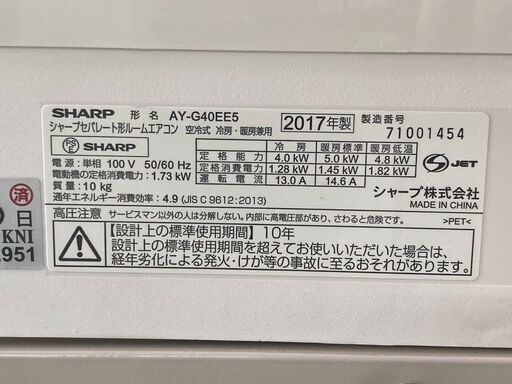 SHARP 形名 AY-G40EE5 2017年製 製造番号
シャープセパレート形ルームエアコン 空冷式 冷房・暖房兼用 71001454
PS E 冷房 暖房標準 暖房低温
定格能力 4.0 kW 5.0 kW 4.8 kW
電源:単相 100 V 50/60 Hz 定格消費電力 1.28 kW 1.45 kW 1.82 kW S JET
電動機の定格消費電力:1.73 kW 運転電流 13.0 A 14.6 A
質量:10 kg シャープ株式会社
通年エネルギー消費効率:4.9 (JIS C 9612:2013) MADE IN CHINA
高圧注意 サービスマン以外の人は開けないでください。内部に高電圧部があり、さわると危険です。 >PET<
【設計上の標準使用期間】10年
設計上の標準使用期間を超えてお使いいただいた場合は、
経年劣化による発火・けが等の事故に至るおそれがあります。
済
日
KNI
951